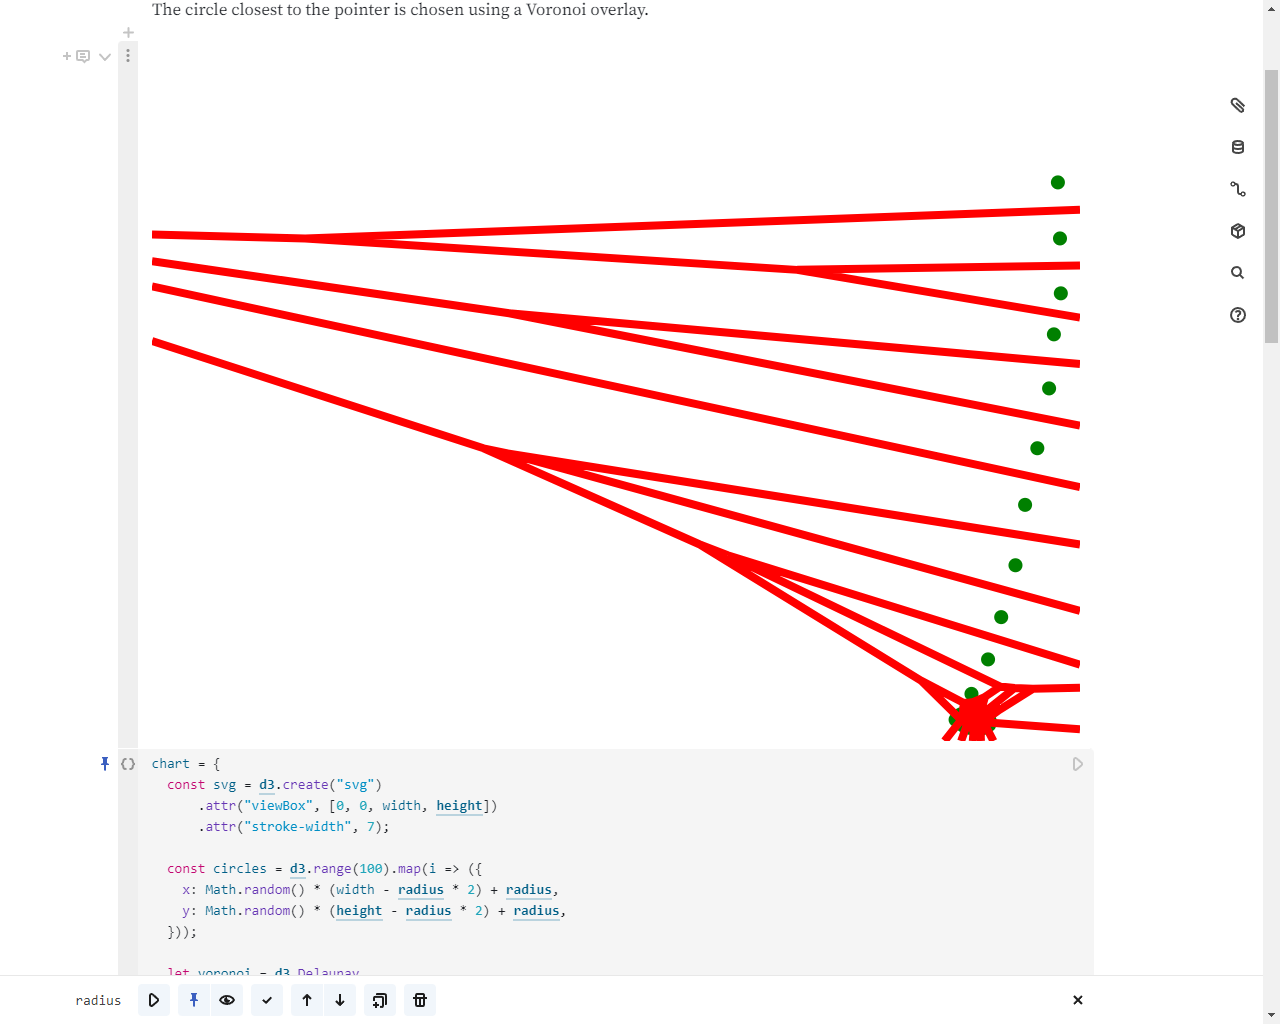 The circle closest to the pointer is chosen using a Voronoi overlay.
chart = {
  const svg = d3.create("svg")
      .attr("viewBox", [0, 0, width, height])
      .attr("stroke-width", 7);
  const circles = d3.range(100).map(i => ({
    x: Math.random() * (width - radius * 2) + radius,
    y: Math.random() * (height - radius * 2) + radius,
  }));
  let voronoi = d3.Delaunay
radius